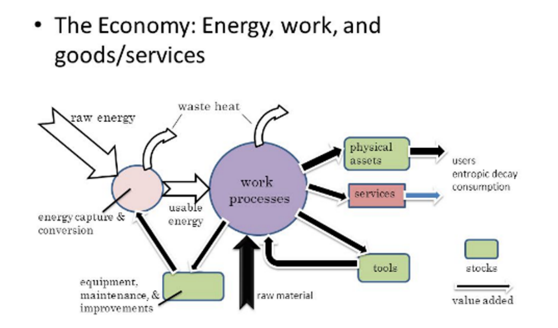 • The Economy: Energy, work, and
goods/services
waste heat
raw energy
physical
assets
users
entropic decay
consumption
work
processes
services
usable
energy
energy capture &
conversion
tools
stocks
equipment,
maintenance, &
improvements
raw material
value added